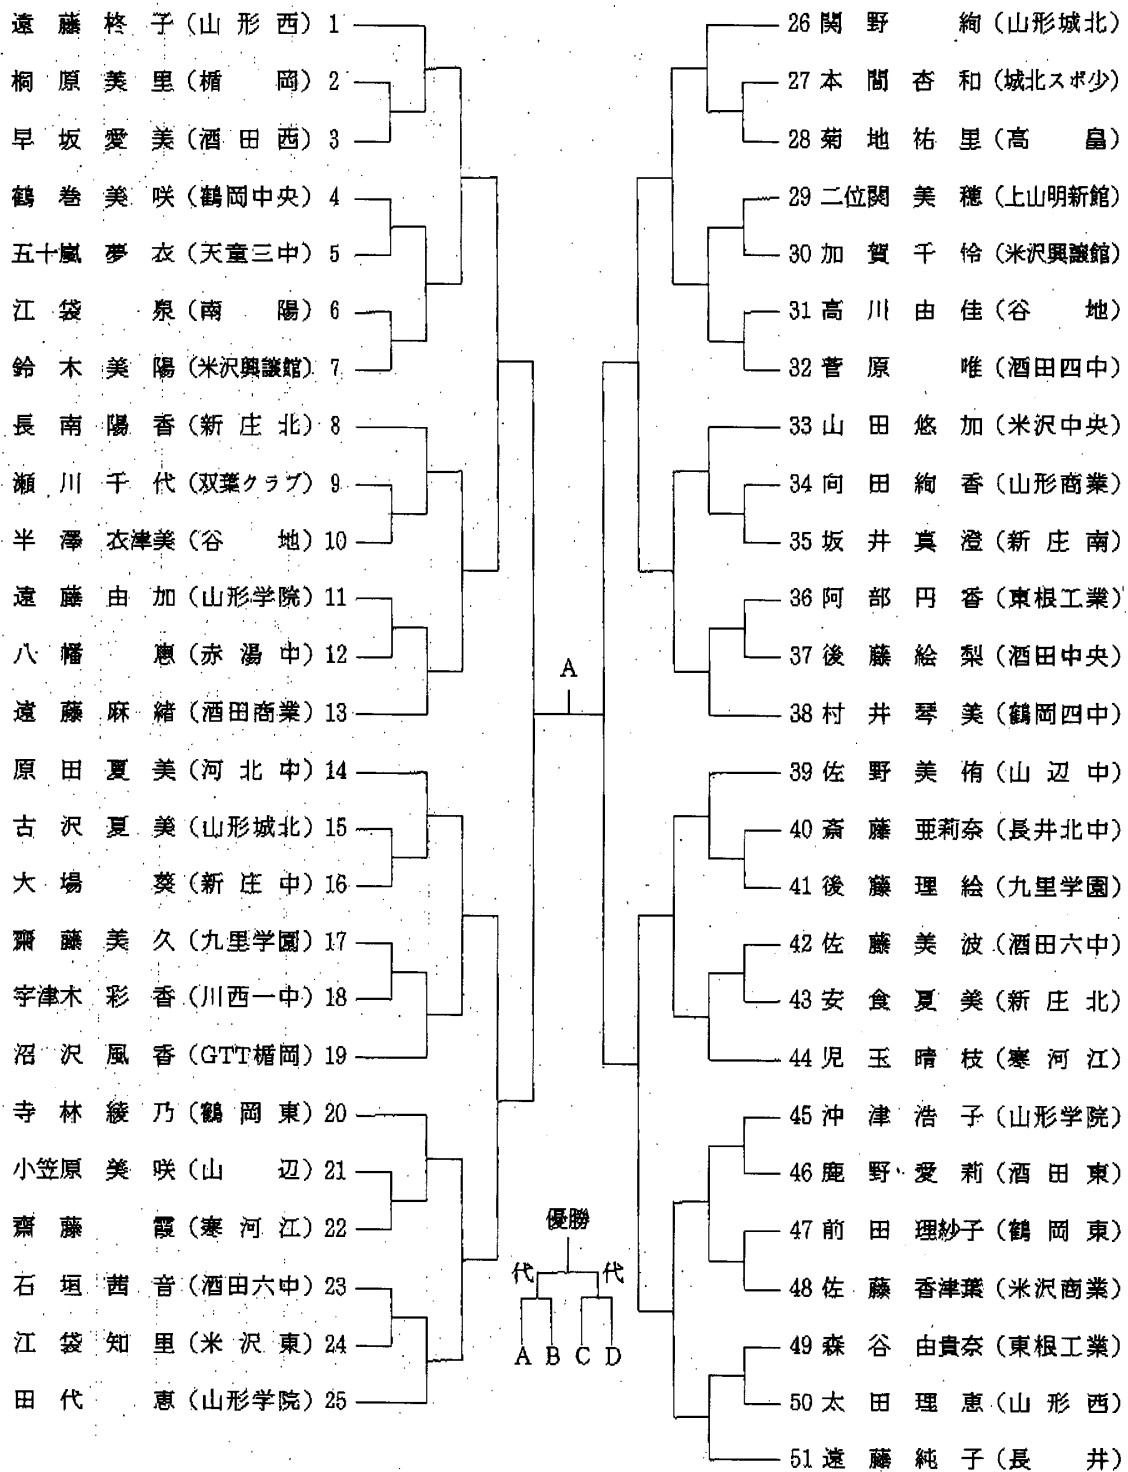 遠藤柊子(山形西) 1
桐原美里(楯岡) 2
早坂愛美(酒田西) 3
鶴巻美咲(鶴岡中央) 4
五十嵐夢衣(天童三中) 5
江袋泉(南陽) 6
鈴木美陽(米沢興譲館) 7
長南陽香(新庄北) 8
瀬川千代(双葉クラブ) 9
半澤衣津美(谷地) 10
遠藤由加(山形学院) 11
八幡恵(赤湯中) 12
遠藤麻緒(酒田商業) 13
原田夏美(河北中) 14
古沢夏美(山形城北) 15
大場葵(新庄中) 16
齋藤美久(九里学園) 17
宇津木彩香(川西一中) 18
沼沢風香(GTT楯岡) 19
寺林綾乃(鶴岡東) 20
小笠原美咲(山辺) 21
齋藤霞(寒河江) 22
石垣茜音(酒田六中) 23
江袋知里(米沢東) 24
田代恵(山形学院) 25
A
優勝
代 代
A B C D
26 関野絢(山形城北)
27 本間杏和(城北スポ少)
28 菊地祐里(高畠)
29 二位関美穂(上山明新館)
30 加賀千怜(米沢興譲館)
31 高川由佳(谷地)
32 菅原唯(酒田四中)
33 山田悠加(米沢中央)
34 向田絢香(山形商業)
35 坂井真澄(新庄南)
36 阿部円香(東根工業)
37 後藤絵梨(酒田中央)
38 村井琴美(鶴岡四中)
39 佐野美侑(山辺中)
40 斎藤亜莉奈(長井北中)
41 後藤理絵(九里学園)
42 佐藤美波(酒田六中)
43 安食夏美(新庄北)
44 児玉晴枝(寒河江)
45 沖津浩子(山形学院)
46 鹿野愛莉(酒田東)
47 前田理紗子(鶴岡東)
48 佐藤香津葉(米沢商業)
49 森谷由貴奈(東根工業)
50 太田理恵(山形西)
51 遠藤純子(長井)